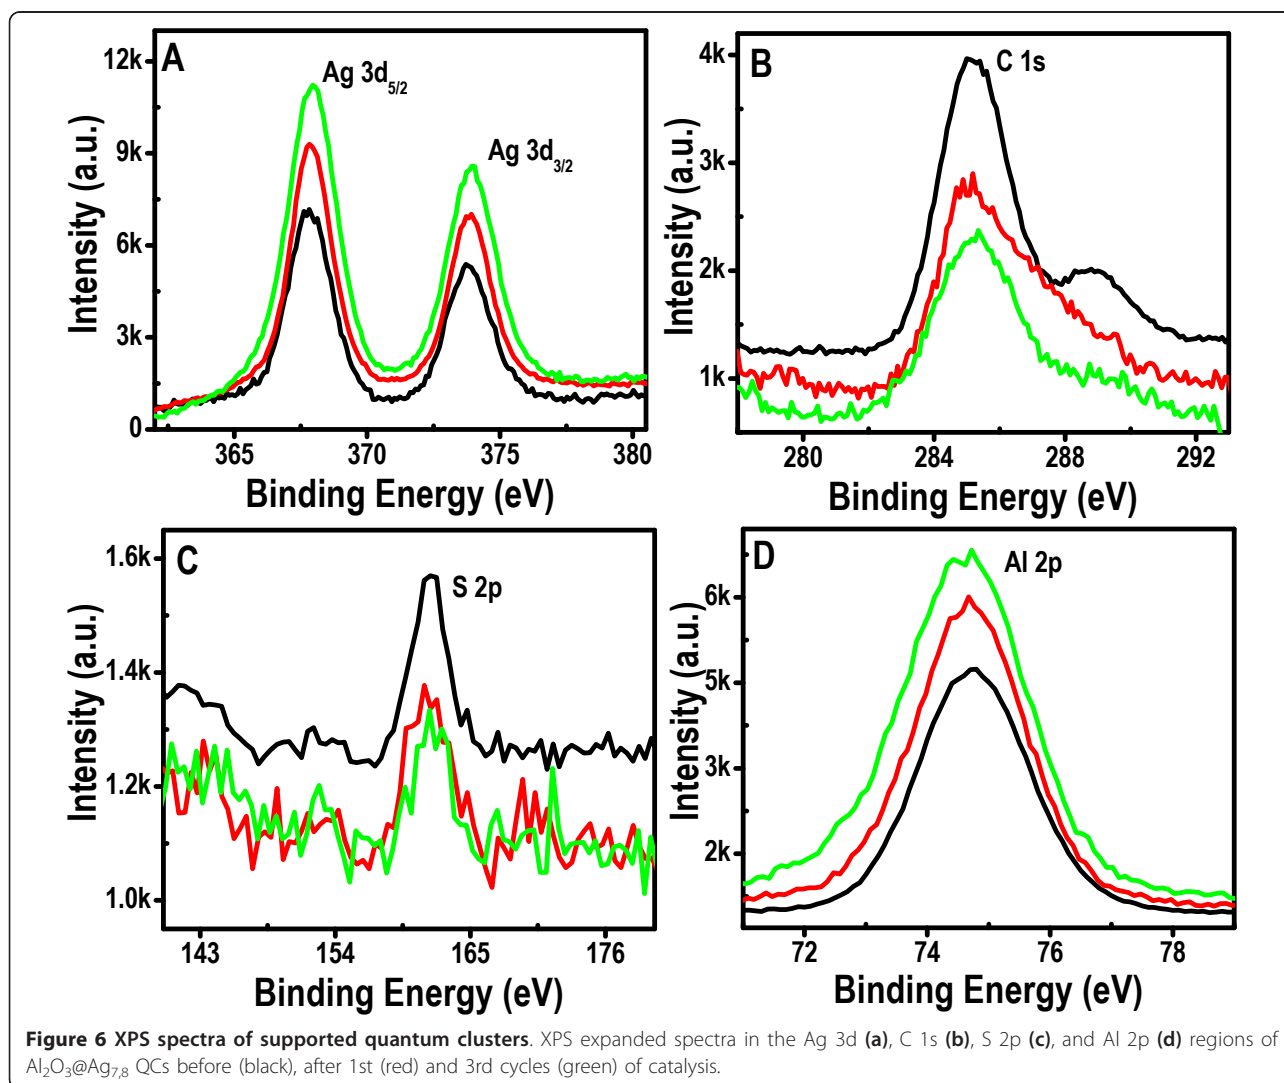 A
Ag 3d5/2
Ag 3d3/2
12k
9k
6k
3k
0
Intensity (a.u.)
365 370 375 380
Binding Energy (eV)
B
C 1s
4k
3k
2k
1k
Intensity (a.u.)
280 284 288 292
Binding Energy (eV)
C
S 2p
1.6k
1.4k
1.2k
1.0k
Intensity (a.u.)
143 154 165 176
Binding Energy (eV)
D
Al 2p
6k
5k
3k
2k
Intensity (a.u.)
72 74 76 78
Binding Energy (eV)
Figure 6 XPS spectra of supported quantum clusters. XPS expanded spectra in the Ag 3d (a), C 1s (b), S 2p (c), and Al 2p (d) regions of
Al2O3@Ag7,8 QCs before (black), after 1st (red) and 3rd cycles (green) of catalysis.